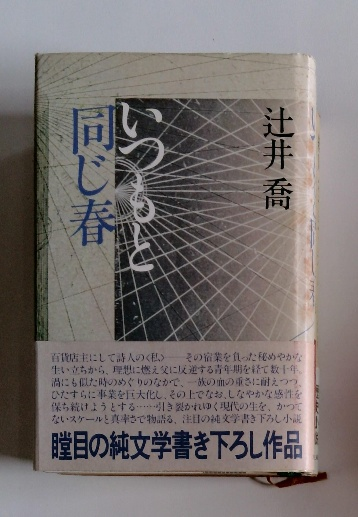 辻井 喬
いつもと
同じ春
百貨店主にして詩人の〈私〉――その宿業を負った秘めやかな
生い立ちから、理想に燃え父に反逆する青年期を経て数十年。
渦にも似た時のめぐりのなかで、一族の血の重さに耐えつつ、
ひたすらに事業を巨大化し、その上でなお、しなやかな感性を
保ち続けようとする……引き裂かれゆく現代の生を、かつて
ないスケールと真率さで物語る、注目の純文学書き下ろし小説
瞠目の純文学書き下ろし作品